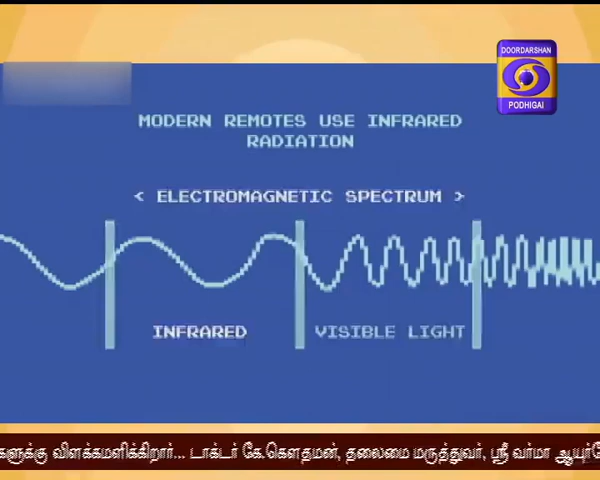 DOORDARSHAN
PODHIGAI
MODERN REMOTES USE INFRARED
RADIATION
< ELECTROMAGNETIC SPECTRUM >
INFRARED
VISIBLE LIGHT
களுக்கு விளக்கமளிக்கிறார்... டாக்டர் கே.கௌதமன், தலைமை மருத்துவர், ஸ்ரீ வர்மா ஆயுர்வே